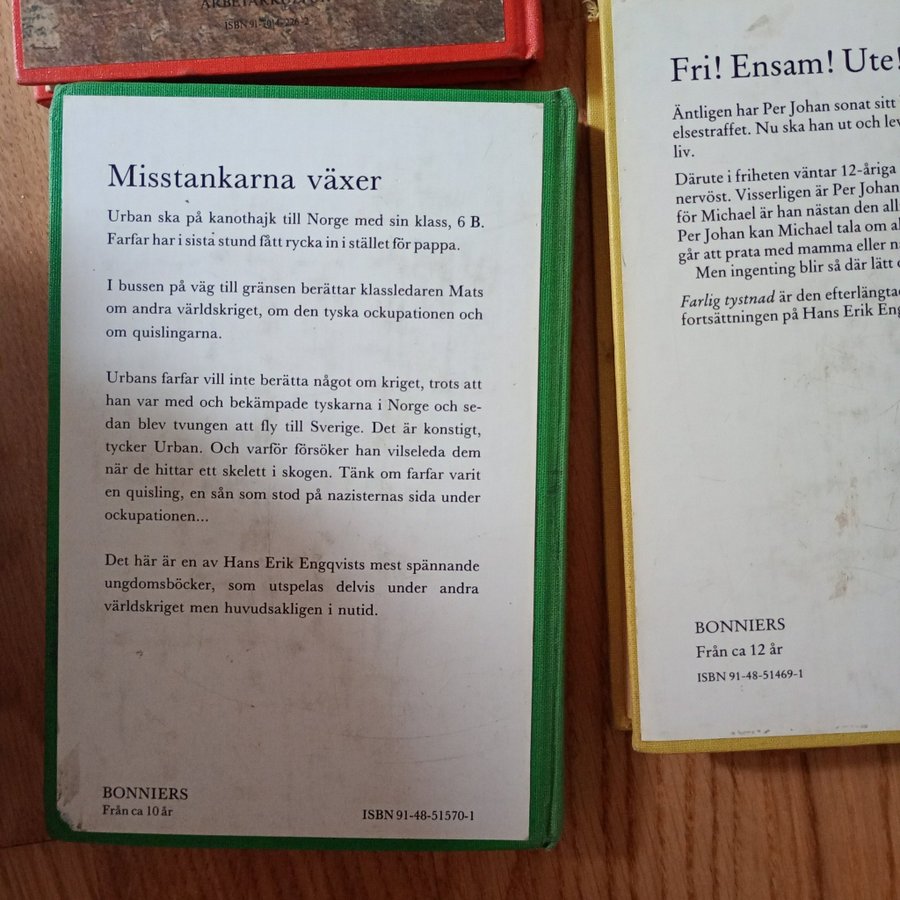 ISBN 91-2014-226-2
Misstankarna växer
Urban ska på kanothajk till Norge med sin klass, 6 B.
Farfar har i sista stund fått rycka in i stället för pappa.
I bussen på väg till gränsen berättar klassledaren Mats
om andra världskriget, om den tyska ockupationen och
om quislingarna.
Urbans farfar vill inte berätta något om kriget, trots att
han var med och bekämpade tyskarna i Norge och se-
dan blev tvungen att fly till Sverige. Det är konstigt,
tycker Urban. Och varför försöker han vilseleda dem
när de hittar ett skelett i skogen. Tänk om farfar varit
en quisling, en sån som stod på nazisternas sida under
ockupationen...
Det här är en av Hans Erik Engqvists mest spännande
ungdomsböcker, som utspelas delvis under andra
världskriget men huvudsakligen i nutid.
BONNIERS
Från ca 10 år
ISBN 91-48-51570-1
Fri! Ensam! Ute!
Äntligen har Per Johan sonat sitt
elsestraffet. Nu ska han ut och lev
liv.
Därute i friheten väntar 12-åriga
nervöst. Visserligen är Per Johan
för Michael är han nästan den all
Per Johan kan Michael tala om al
går att prata med mamma eller n
Men ingenting blir så där lätt
Farlig tystnad är den efterlängta
fortsättningen på Hans Erik Eng
BONNIERS
Från ca 12 år
ISBN 91-48-51469-1